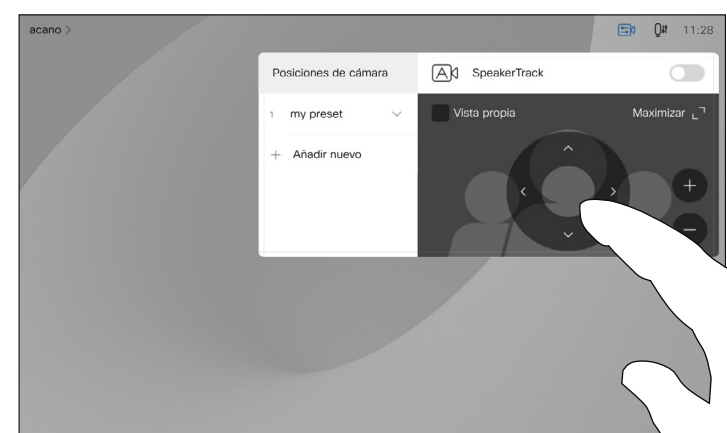 acano
11:28
Posiciones de cámara
A
SpeakerTrack
1 my preset
Vista propia
Maximizar
+ Añadir nuevo